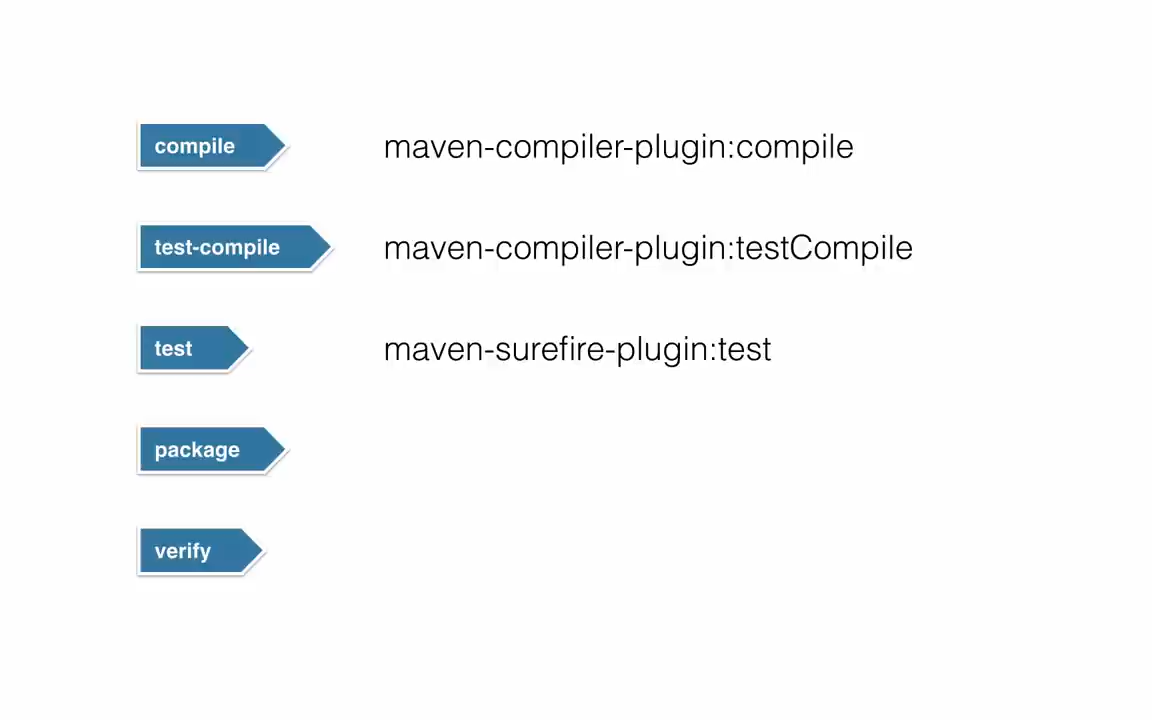 compile maven-compiler-plugin:compile
test-compile maven-compiler-plugin:testCompile
test maven-surefire-plugin:test
package
verify